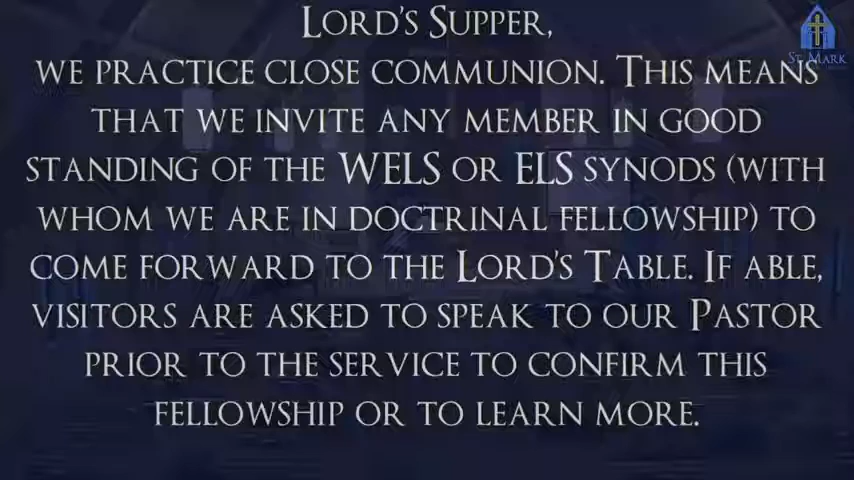 Lord's Supper,
we practice close communion. This means
that we invite any member in good
standing of the WELS or ELS synods (with
whom we are in doctrinal fellowship) to
come forward to the Lord's Table. If able,
visitors are asked to speak to our Pastor
prior to the service to confirm this
fellowship or to learn more.
St. Mark